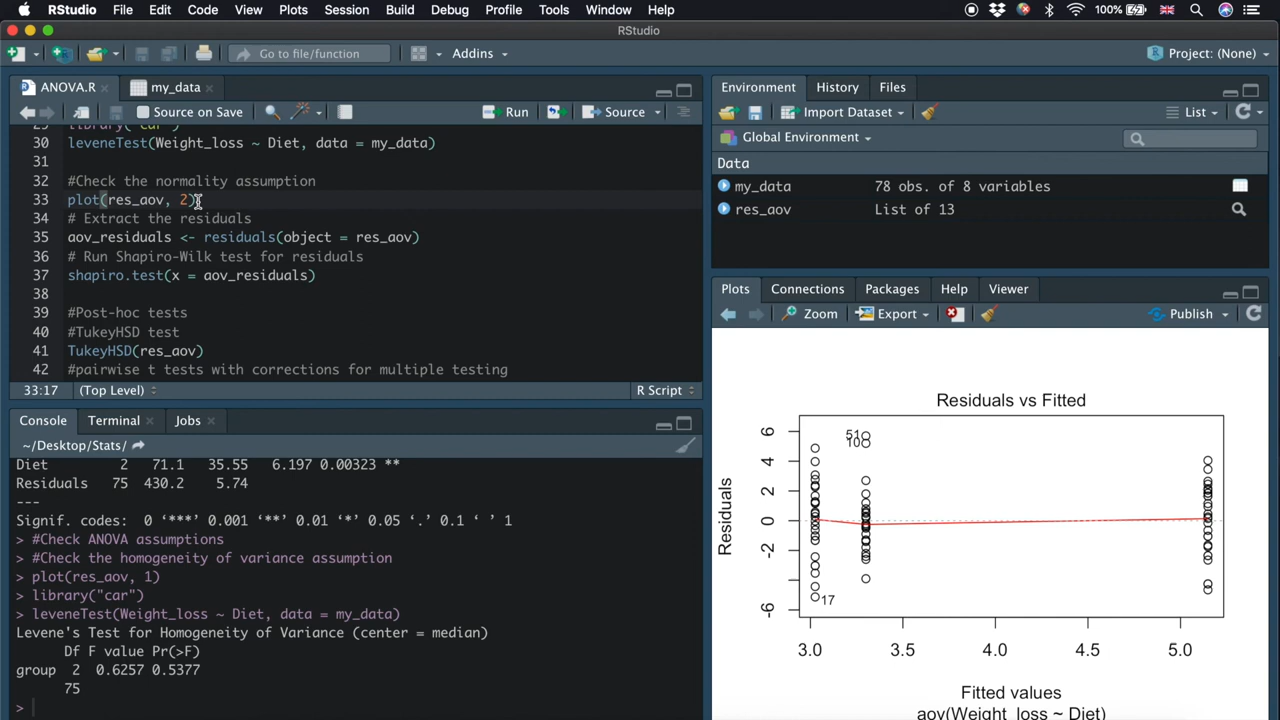 RStudio File Edit Code View Plots Session Build Debug Profile Tools Window Help 100%
RStudio
Go to file/function Addins Project: (None)
ANOVA.R my_data
Source on Save Run Source
29 library("car")
30 leveneTest(Weight_loss ~ Diet, data = my_data)
31
32 #Check the normality assumption
33 plot(res_aov, 2)
34 # Extract the residuals
35 aov_residuals <- residuals(object = res_aov)
36 # Run Shapiro-Wilk test for residuals
37 shapiro.test(x = aov_residuals)
38
39 #Post-hoc tests
40 #TukeyHSD test
41 TukeyHSD(res_aov)
42 #pairwise t tests with corrections for multiple testing
33:17 (Top Level) R Script
Console Terminal Jobs
~/Desktop/Stats/
Diet 2 71.1 35.55 6.197 0.00323 **
Residuals 75 430.2 5.74
---
Signif. codes: 0 ‘***’ 0.001 ‘**’ 0.01 ‘*’ 0.05 ‘.’ 0.1 ‘ ’ 1
> #Check ANOVA assumptions
> #Check the homogeneity of variance assumption
> plot(res_aov, 1)
> library("car")
> leveneTest(Weight_loss ~ Diet, data = my_data)
Levene's Test for Homogeneity of Variance (center = median)
Df F value Pr(>F)
group 2 0.6257 0.5377
75
>
Environment History Files
Import Dataset List
Global Environment
Data
my_data 78 obs. of 8 variables
res_aov List of 13
Plots Connections Packages Help Viewer
Zoom Export Publish
Residuals vs Fitted
Residuals
6
4
2
0
-2
-6
51
10
17
3.0 3.5 4.0 4.5 5.0
Fitted values
aov(Weight_loss ~ Diet)